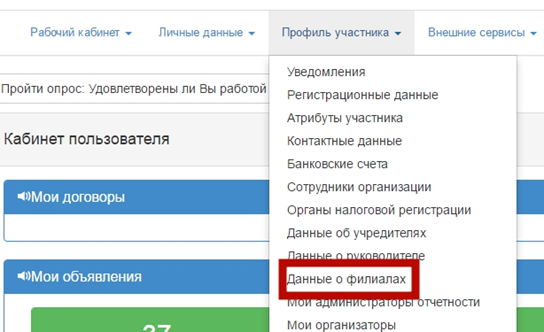 Рабочий кабинет Личные данные Профиль участника Внешние сервисы
Уведомления
Пройти опрос: Удовлетворены ли Вы работой
Регистрационные данные
Атрибуты участника
Кабинет пользователя
Контактные данные
Банковские счета
Сотрудники организации
Мои договоры
Органы налоговой регистрации
Данные об учредителях
Данные о руководителе
Мои объявления
Данные о филиалах
Мои администраторы отчетности
37
Мои организаторы